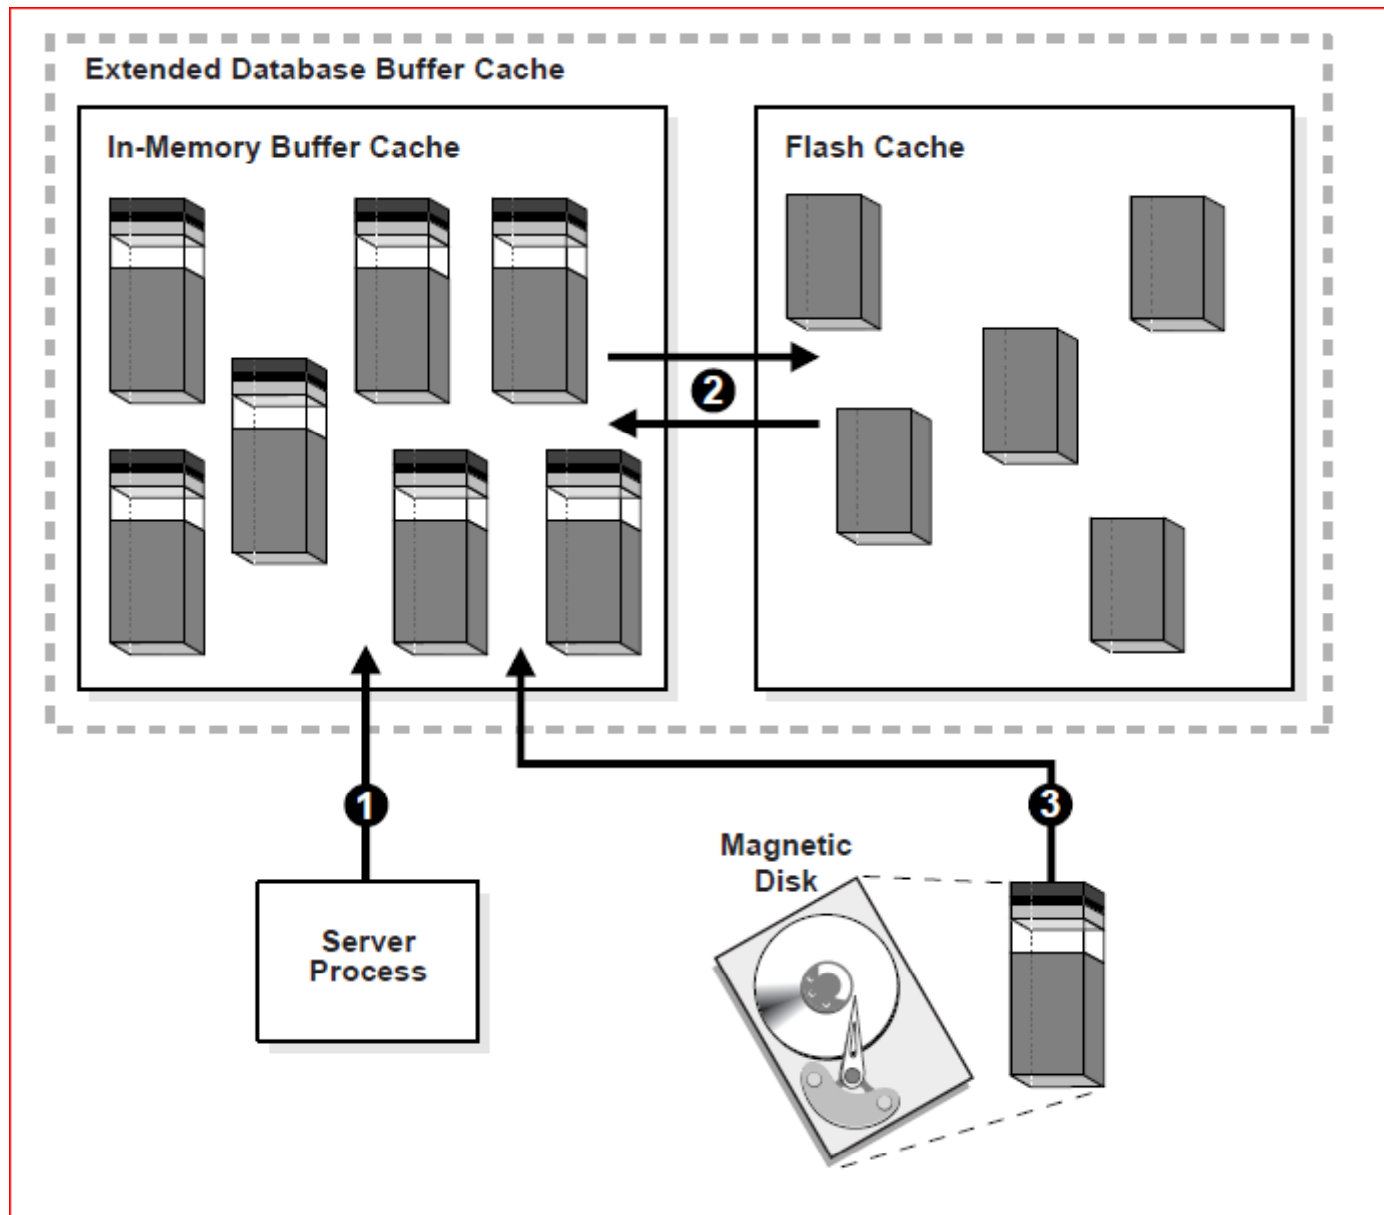 Extended Database Buffer Cache
In-Memory Buffer Cache
Flash Cache
2
1
3
Magnetic
Disk
Server
Process